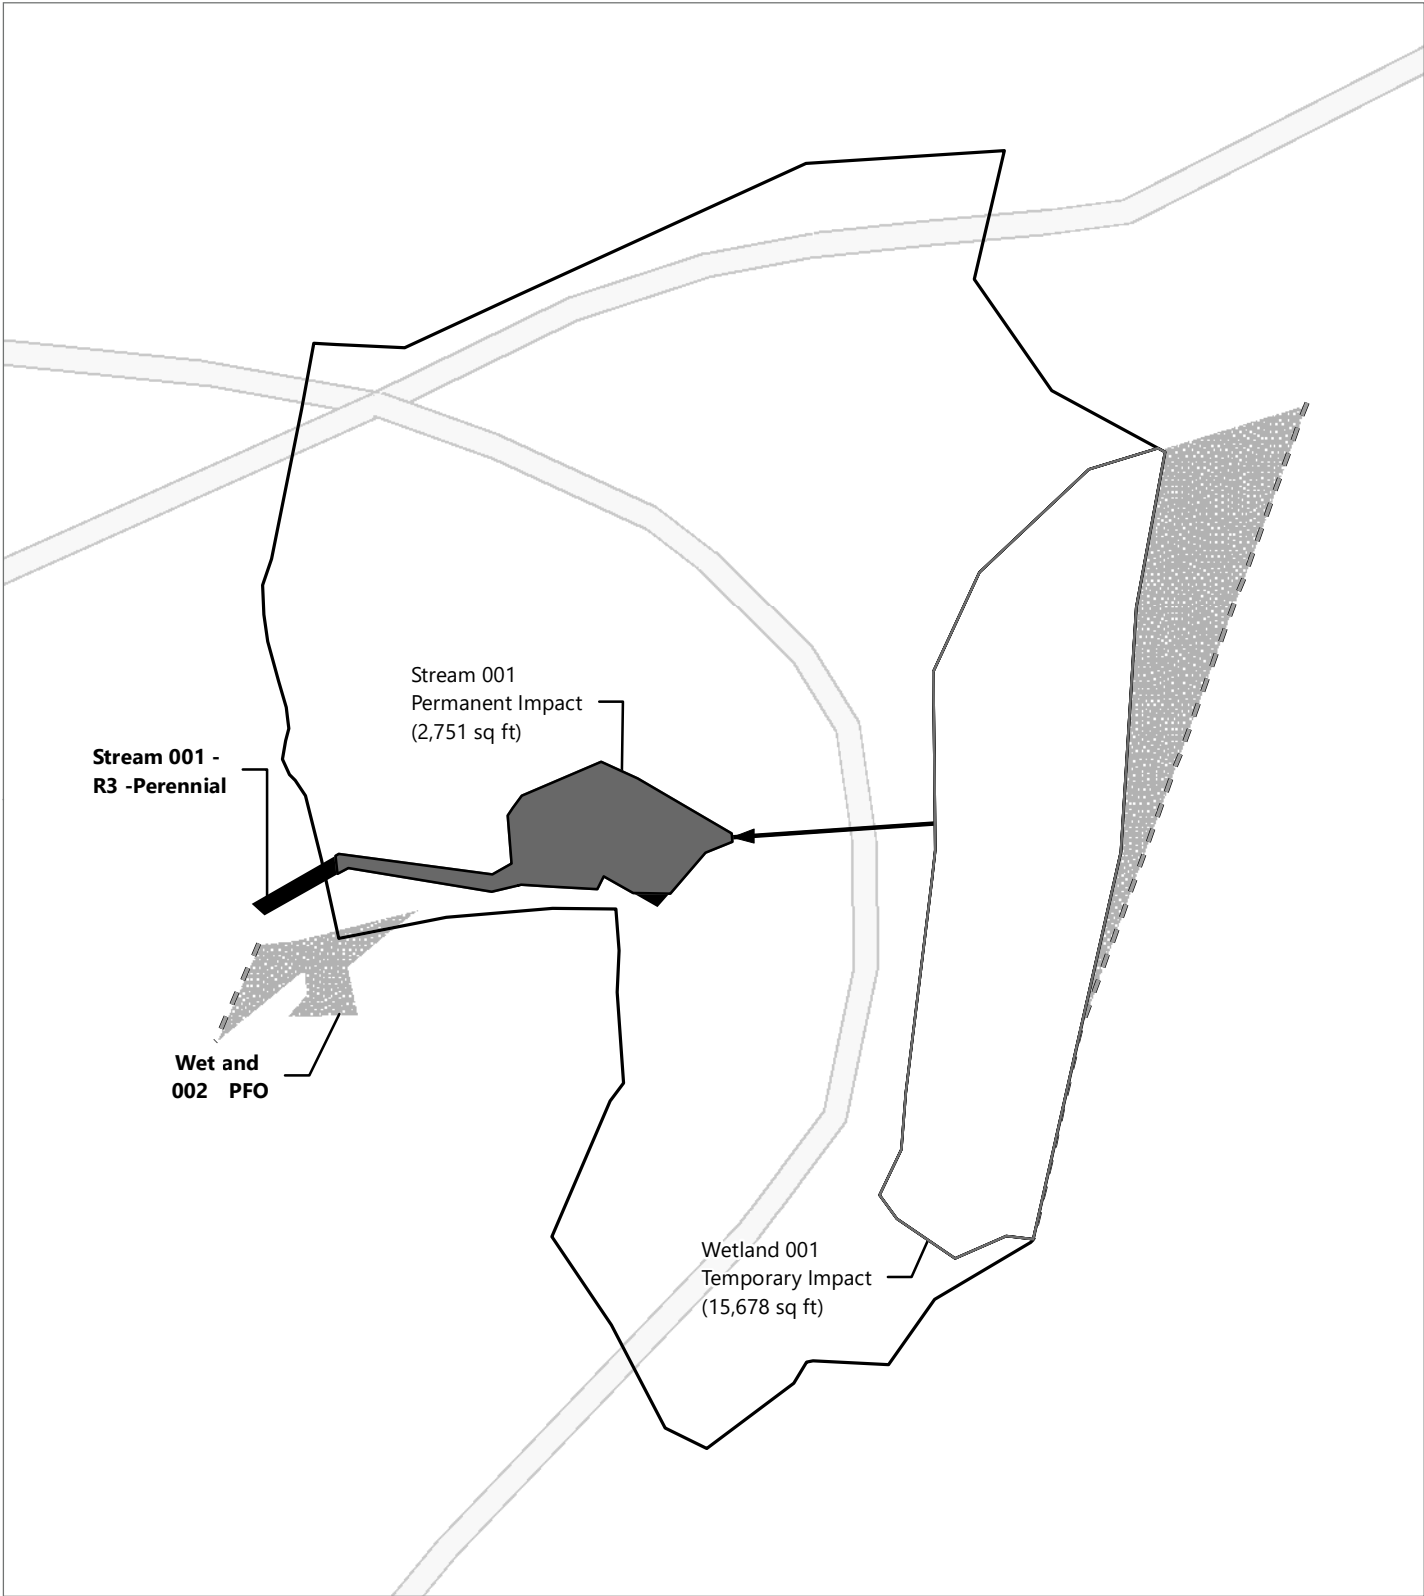 Stream 001
Permanent Impact
(2,751 sq ft)
Stream 001 -
R3 -Perennial
Wet and
002 PFO
Wetland 001
Temporary Impact
(15,678 sq ft)